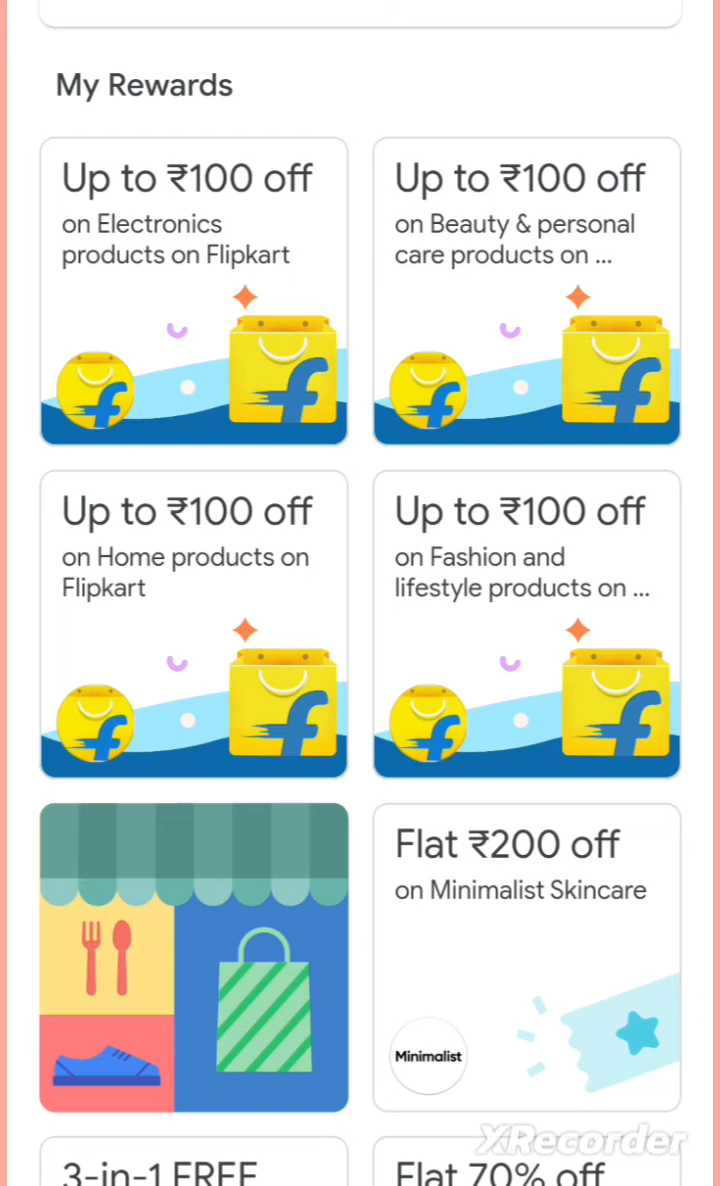 My Rewards
Up to ₹100 off
on Electronics
products on Flipkart
Up to ₹100 off
on Beauty & personal
care products on ...
Up to ₹100 off
on Home products on
Flipkart
Up to ₹100 off
on Fashion and
lifestyle products on ...
Flat ₹200 off
on Minimalist Skincare
Minimalist
XRecorder
3-in-1 FREE
Flat 70% off